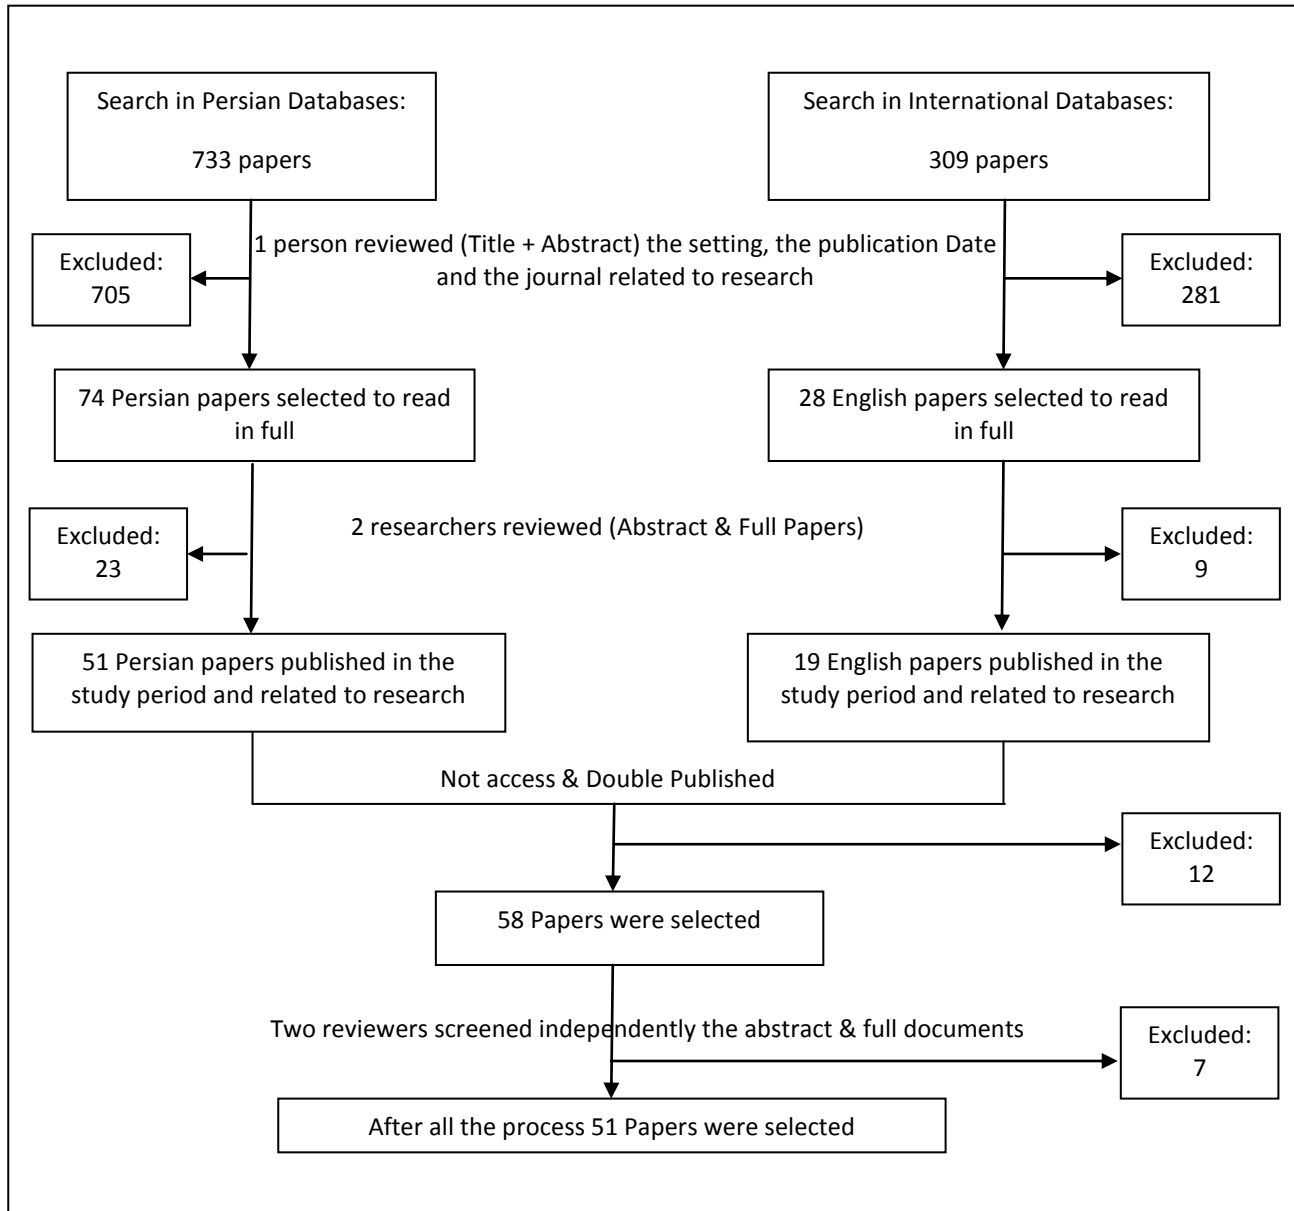 Search in Persian Databases:
733 papers
Search in International Databases:
309 papers
1 person reviewed (Title + Abstract) the setting, the publication Date
and the journal related to research
Excluded:
705
Excluded:
281
74 Persian papers selected to read
in full
28 English papers selected to read
in full
2 researchers reviewed (Abstract & Full Papers)
Excluded:
23
Excluded:
9
51 Persian papers published in the
study period and related to research
19 English papers published in the
study period and related to research
Not access & Double Published
Excluded:
12
58 Papers were selected
Two reviewers screened independently the abstract & full documents
Excluded:
7
After all the process 51 Papers were selected